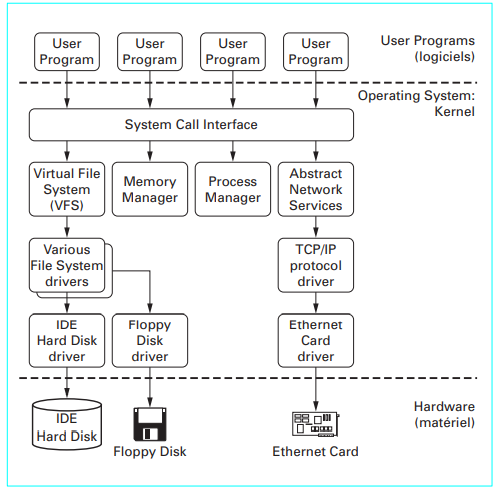 User
Program
User
Program
User
Program
User
Program
User Programs
(logiciels)
Operating System:
Kernel
System Call Interface
Virtual File
System
(VFS)
Memory
Manager
Process
Manager
Abstract
Network
Services
Various
File System
drivers
TCP/IP
protocol
driver
IDE
Hard Disk
driver
Floppy
Disk
driver
Ethernet
Card
driver
Hardware
(matériel)
IDE
Hard Disk
Floppy Disk
Ethernet Card